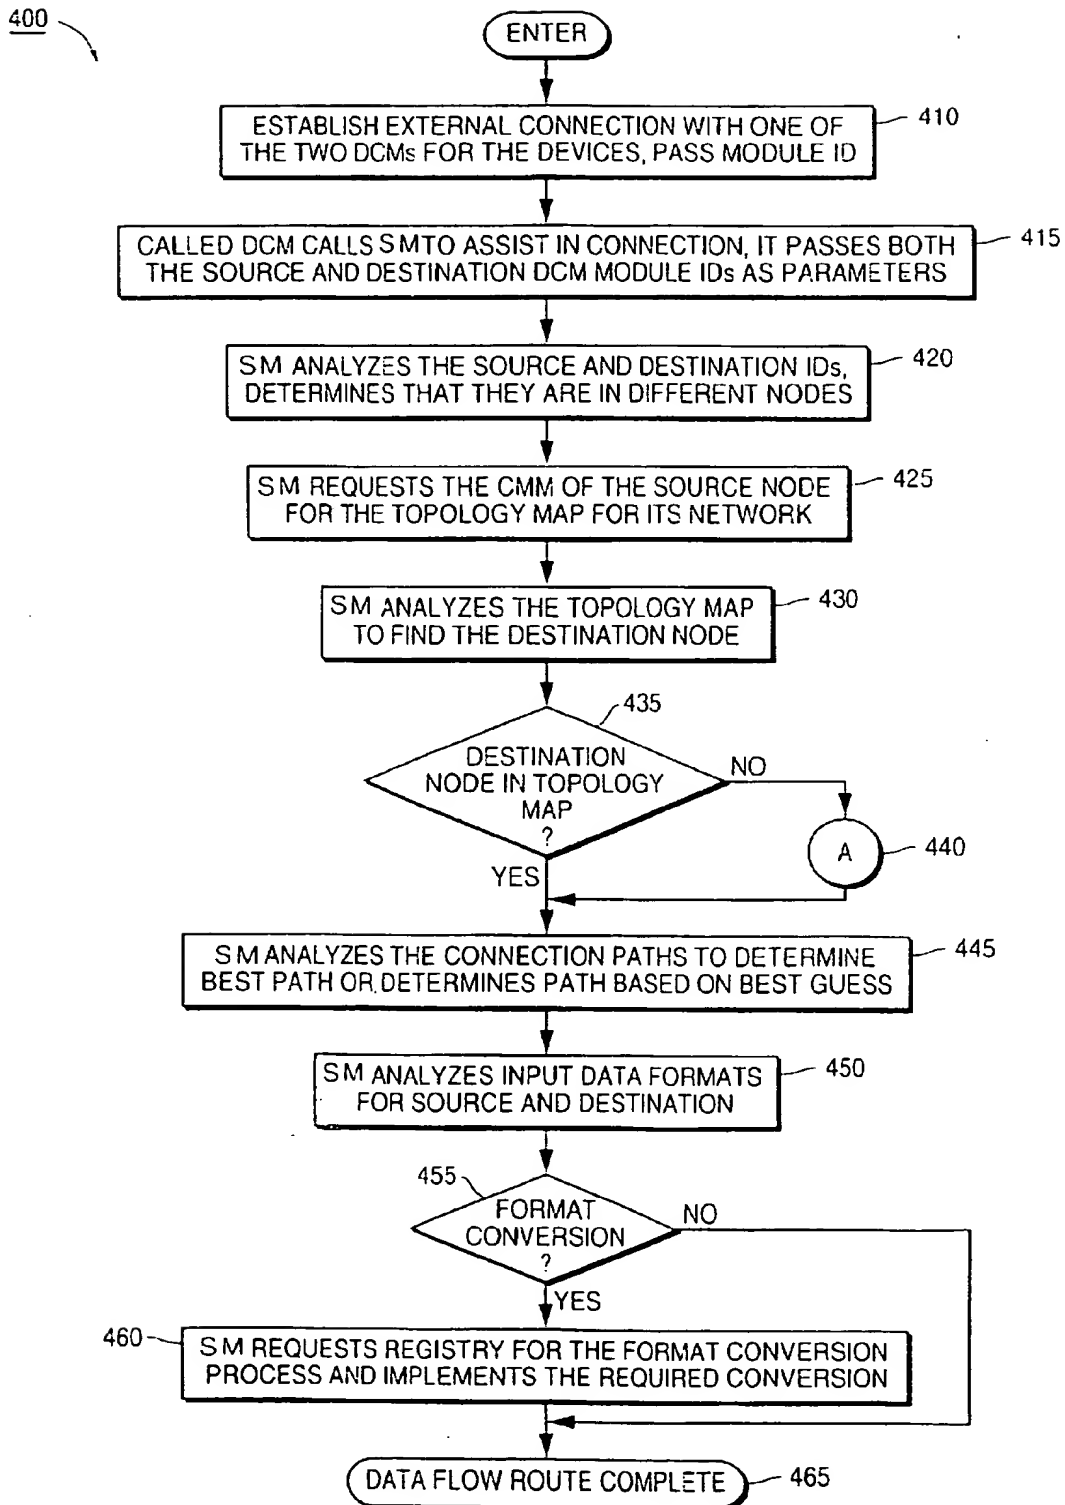 400
ENTER
ESTABLISH EXTERNAL CONNECTION WITH ONE OF
THE TWO DCMs FOR THE DEVICES, PASS MODULE ID
410
CALLED DCM CALLS SMTO ASSIST IN CONNECTION, IT PASSES BOTH
THE SOURCE AND DESTINATION DCM MODULE IDs AS PARAMETERS
415
SM ANALYZES THE SOURCE AND DESTINATION IDs,
DETERMINES THAT THEY ARE IN DIFFERENT NODES
420
SM REQUESTS THE CMM OF THE SOURCE NODE
FOR THE TOPOLOGY MAP FOR ITS NETWORK
425
SM ANALYZES THE TOPOLOGY MAP
TO FIND THE DESTINATION NODE
430
435
DESTINATION
NODE IN TOPOLOGY
MAP
?
NO
A
440
YES
SM ANALYZES THE CONNECTION PATHS TO DETERMINE
BEST PATH OR DETERMINES PATH BASED ON BEST GUESS
445
SM ANALYZES INPUT DATA FORMATS
FOR SOURCE AND DESTINATION
450
455
FORMAT
CONVERSION
?
NO
YES
460
SM REQUESTS REGISTRY FOR THE FORMAT CONVERSION
PROCESS AND IMPLEMENTS THE REQUIRED CONVERSION
DATA FLOW ROUTE COMPLETE
465